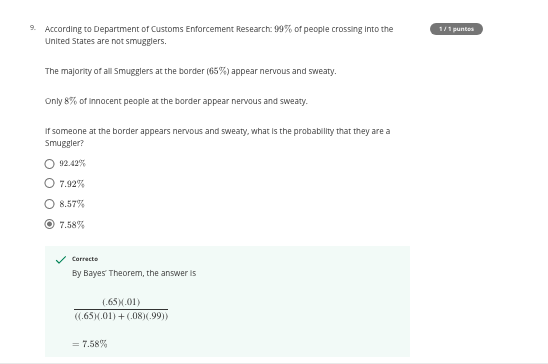 9. According to Department of Customs Enforcement Research: 99% of people crossing into the
United States are not smugglers.
1 / 1 puntos
The majority of all Smugglers at the border (65%) appear nervous and sweaty.
Only 8% of innocent people at the border appear nervous and sweaty.
If someone at the border appears nervous and sweaty, what is the probability that they are a
Smuggler?
92.42%
7.92%
8.57%
7.58%
Correcto
By Bayes' Theorem, the answer is
(.65)(.01)
((.65)(.01) + (.08)(.99))
= 7.58%